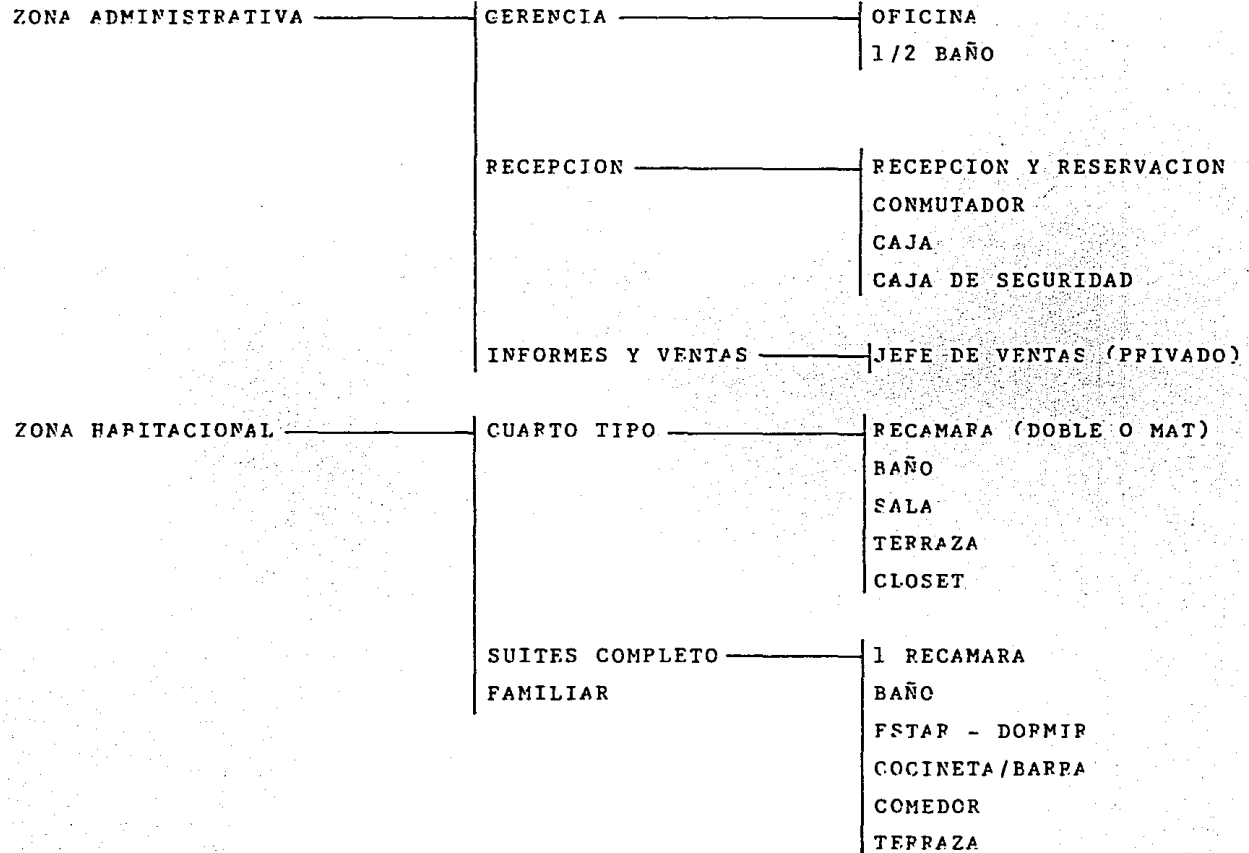 ZONA ADMINISTRATIVA GERENCIA OFICINA
1/2 BAÑO
RECEPCION RECEPCION Y RESERVACION
CONMUTADOR
CAJA
CAJA DE SEGURIDAD
INFORMES Y VENTAS JEFE DE VENTAS (PRIVADO)
ZONA HABITACIONAL CUARTO TIPO RECAMARA (DOBLE O MAT)
BAÑO
SALA
TERRAZA
CLOSET
SUITES COMPLETO 1 RECAMARA
FAMILIAR BAÑO
ESTAR - DORMIR
COCINETA/BARRA
COMEDOR
TERRAZA